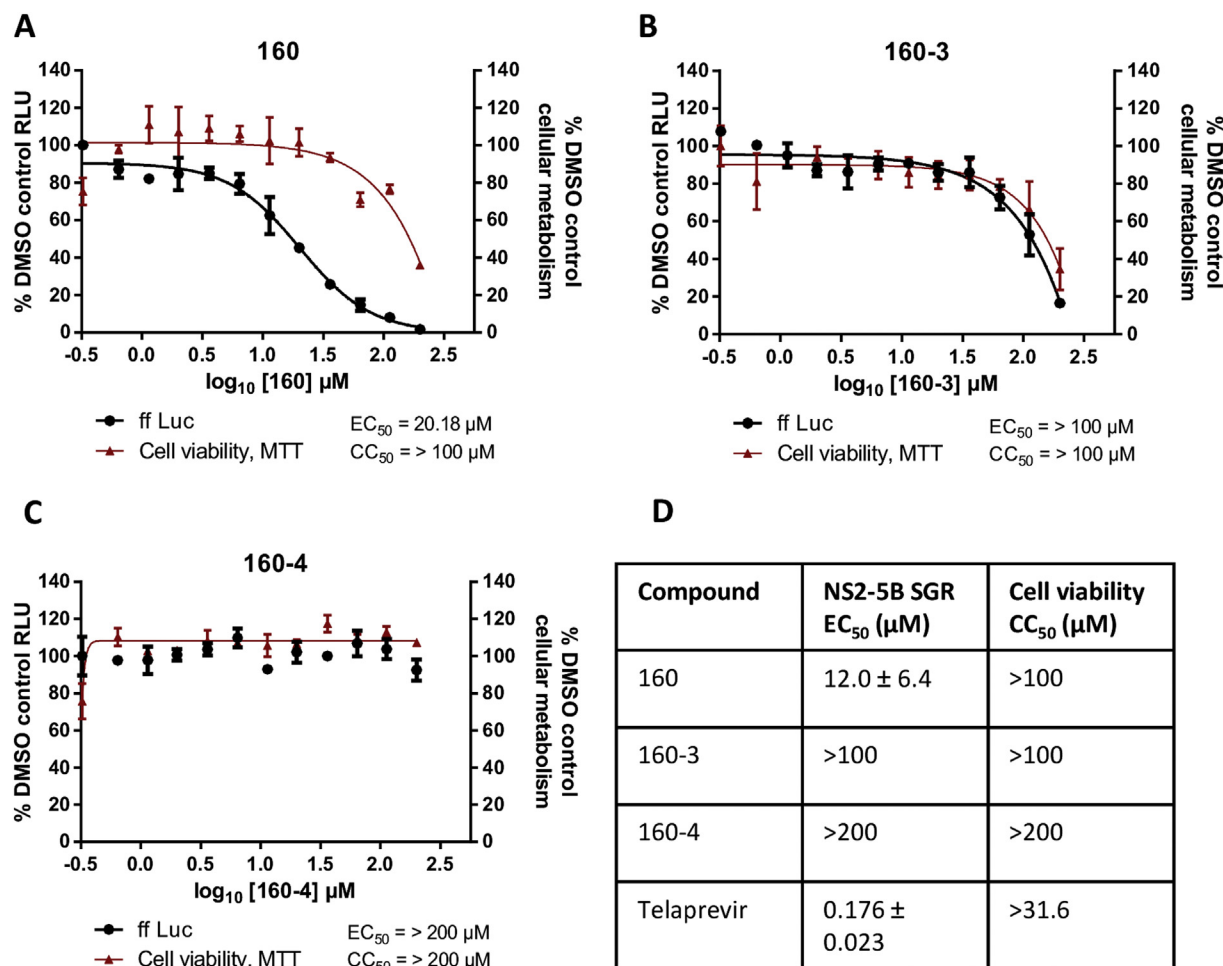 A
160
140
120
100
80
60
40
20
0
% DMSO control RLU
140
120
100
80
60
40
20
0
% DMSO control
cellular metabolism
-0.5 0.0 0.5 1.0 1.5 2.0 2.5
log10 [160] µM
ff Luc EC50 = 20.18 µM
Cell viability, MTT CC50 = > 100 µM
B
160-3
140
120
100
80
60
40
20
0
% DMSO control RLU
140
120
100
80
60
40
20
0
% DMSO control
cellular metabolism
-0.5 0.0 0.5 1.0 1.5 2.0 2.5
log10 [160-3] µM
ff Luc EC50 = > 100 µM
Cell viability, MTT CC50 = > 100 µM
C
160-4
140
120
100
80
60
40
20
0
% DMSO control RLU
140
120
100
80
60
40
20
0
% DMSO control
cellular metabolism
-0.5 0.0 0.5 1.0 1.5 2.0 2.5
log10 [160-4] µM
ff Luc EC50 = > 200 µM
Cell viability, MTT CC50 = > 200 µM
D
Compound NS2-5B SGR Cell viability
EC50 (µM) CC50 (µM)
160 12.0 ± 6.4 >100
160-3 >100 >100
160-4 >200 >200
Telaprevir 0.176 ± >31.6
0.023